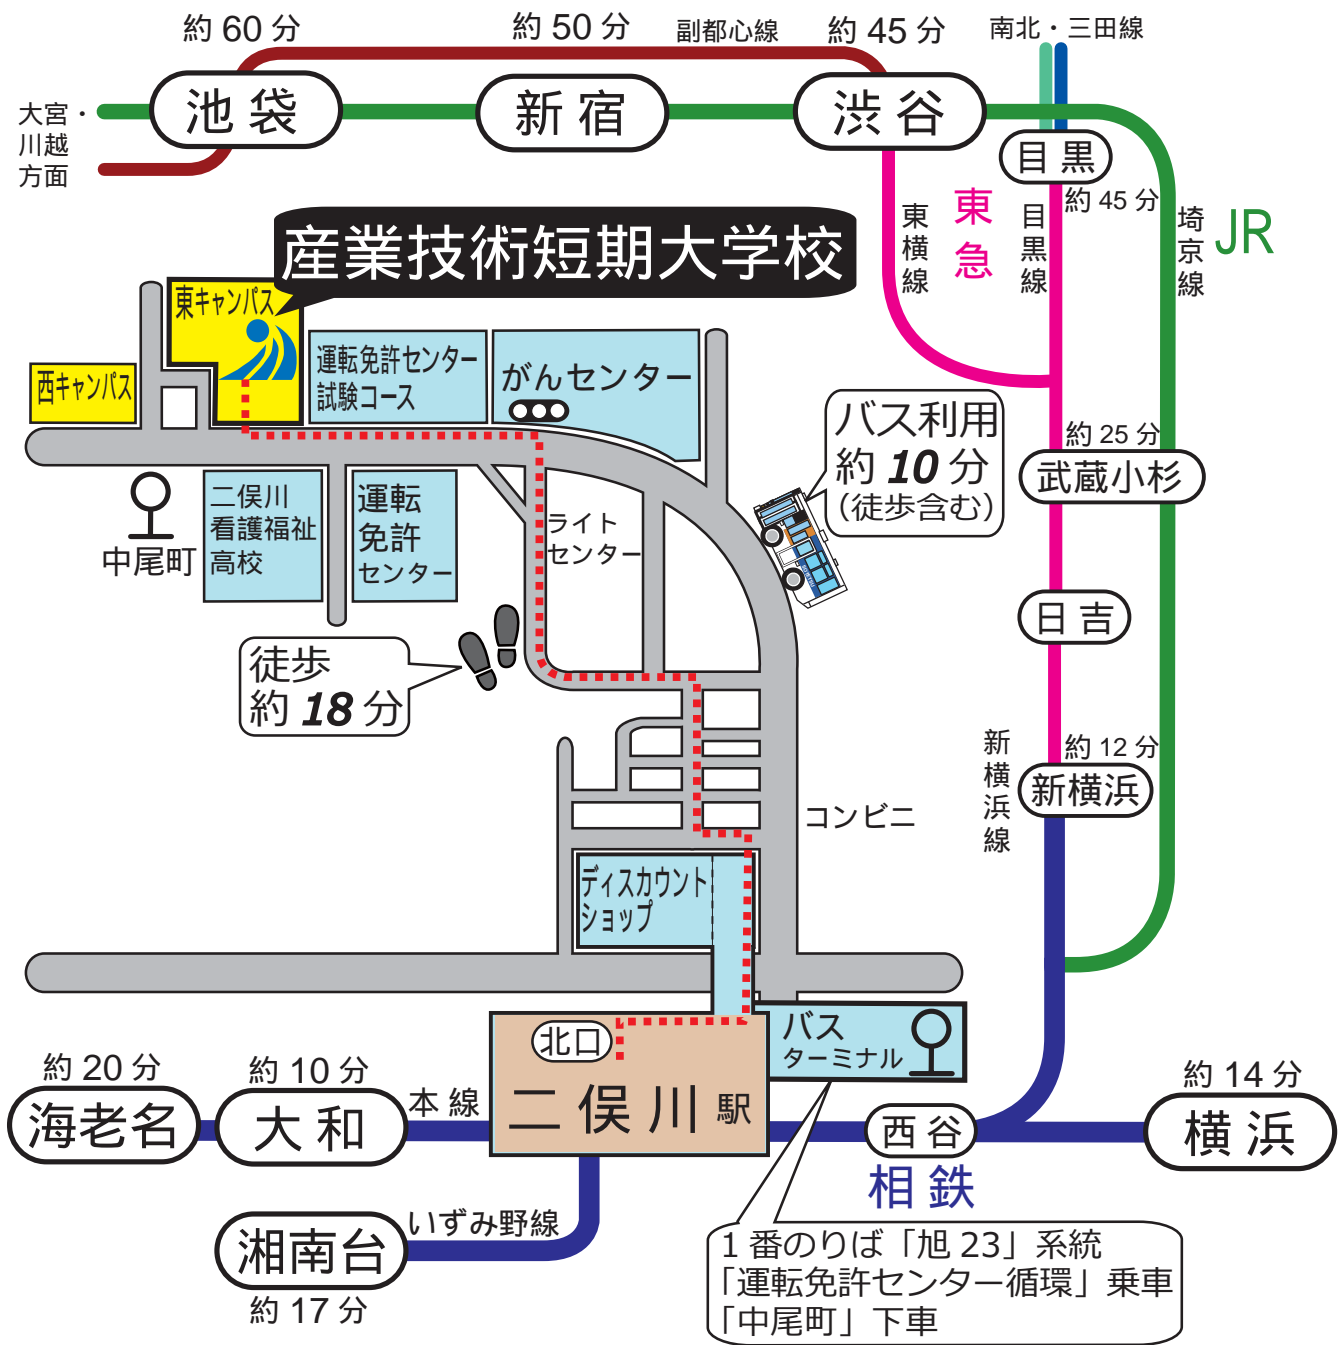 約 60 分
約 50 分
副都心線
約 45 分
南北・三田線
大宮・
川越
方面
池袋
新宿
渋谷
目黒
約 45 分
東横線
東急
目黒線
埼京線
JR
産業技術短期大学校
東キャンパス
西キャンパス
運転免許センター
試験コース
がんセンター
バス利用
約 10 分
(徒歩含む)
約 25 分
武蔵小杉
中尾町
二俣川
看護福祉
高校
運転
免許
センター
ライト
センター
日吉
徒歩
約 18 分
新横浜線
約 12 分
新横浜
コンビニ
ディスカウント
ショップ
北口
二俣川駅
バス
ターミナル
約 20 分
海老名
約 10 分
大和
本線
西谷
相鉄
約 14 分
横浜
湘南台
いずみ野線
約 17 分
1 番のりば「旭 23」系統
「運転免許センター循環」乗車
「中尾町」下車